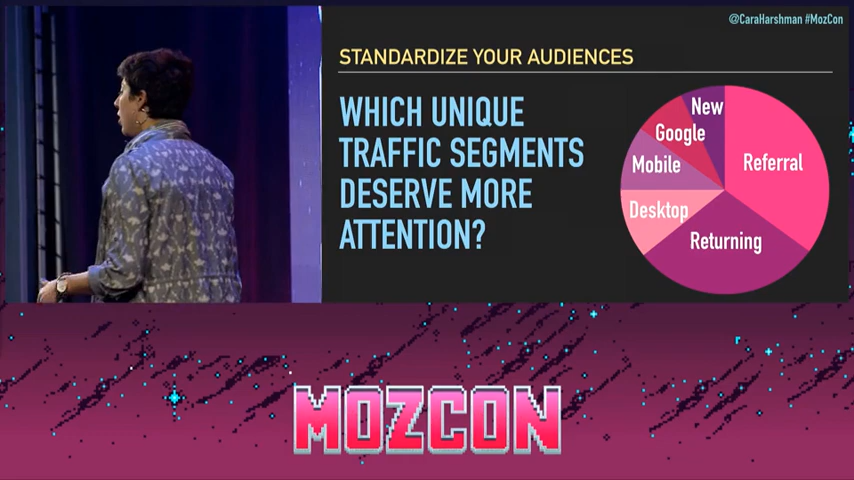 @CaraHarshman #MozCon
STANDARDIZE YOUR AUDIENCES
WHICH UNIQUE
TRAFFIC SEGMENTS
DESERVE MORE
ATTENTION?
New
Google
Mobile
Desktop
Referral
Returning
MOZCON